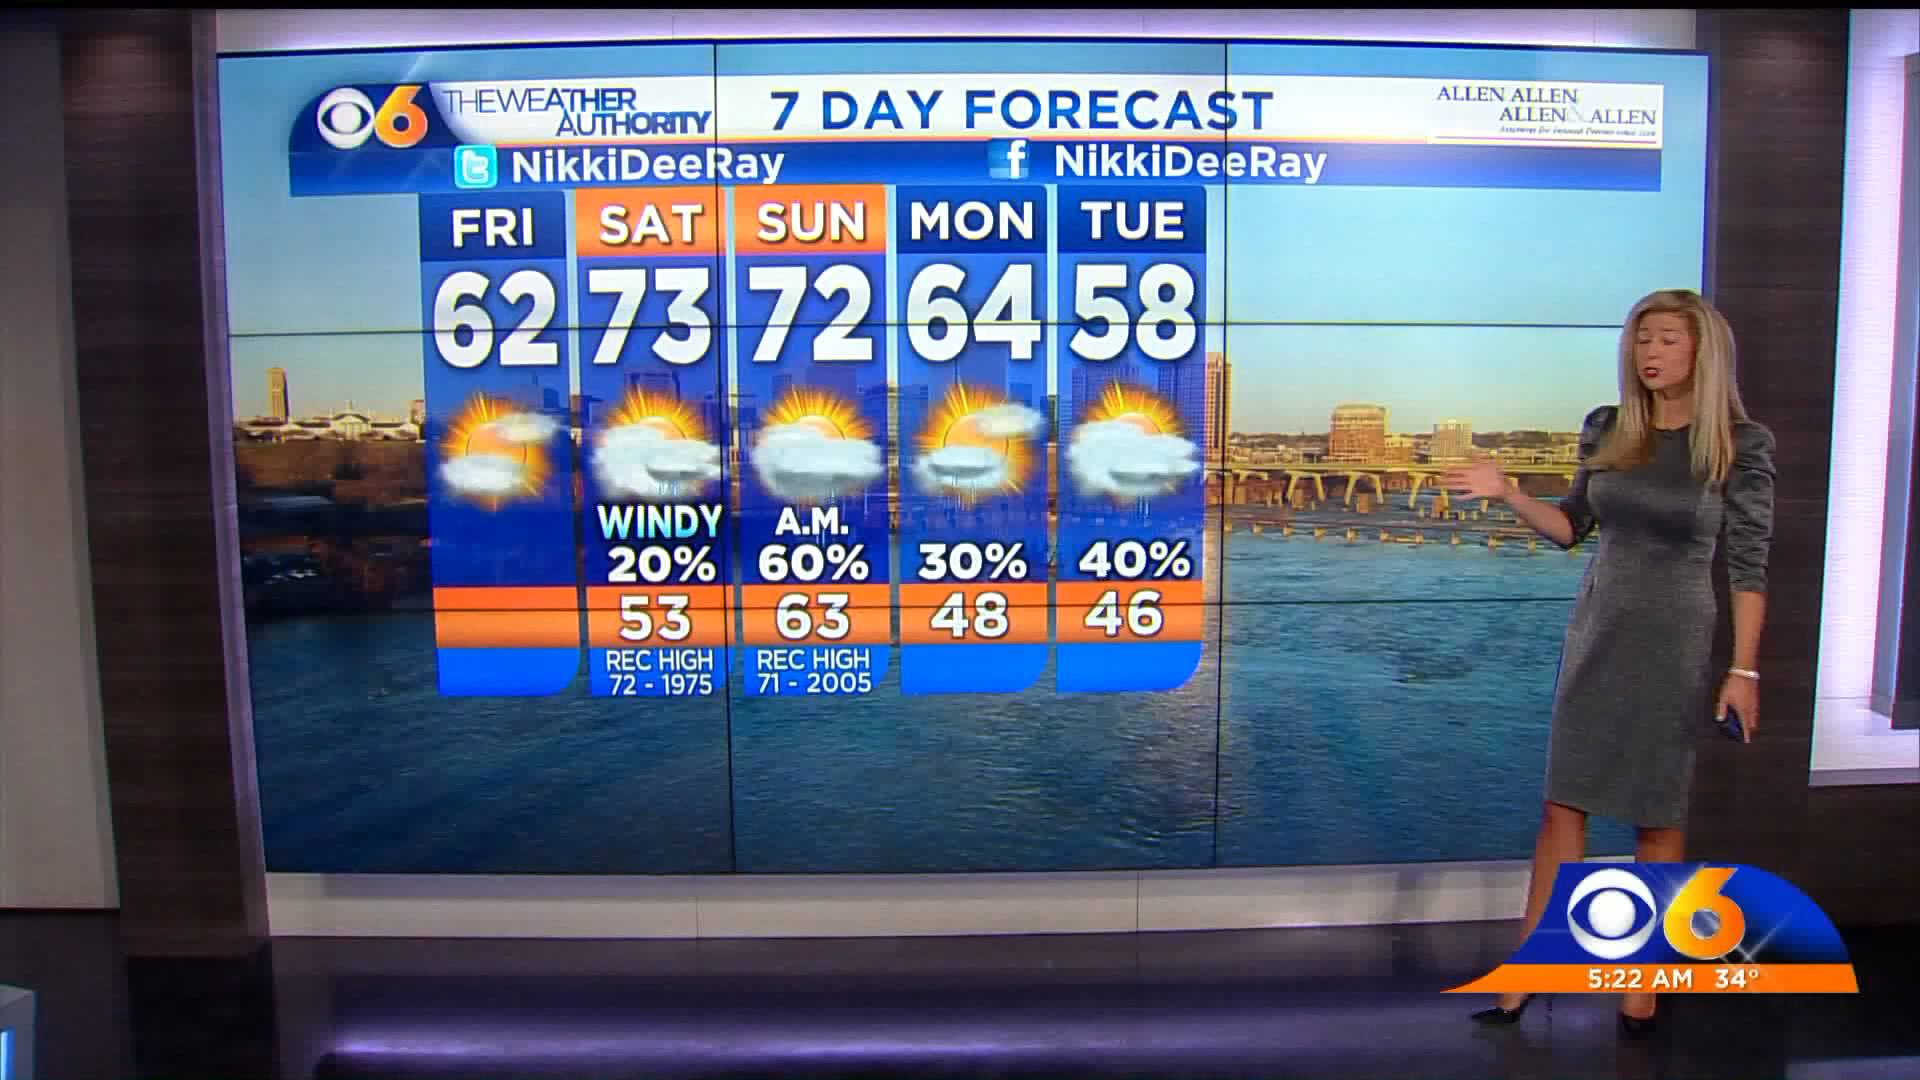 6 THE WEATHER AUTHORITY 7 DAY FORECAST ALLEN ALLEN ALLEN & ALLEN
NikkiDeeRay f NikkiDeeRay
FRI SAT SUN MON TUE
62 73 72 64 58
WINDY A.M.
20% 60% 30% 40%
53 63 48 46
REC HIGH REC HIGH
72 - 1975 71 - 2005
6
5:22 AM 34°